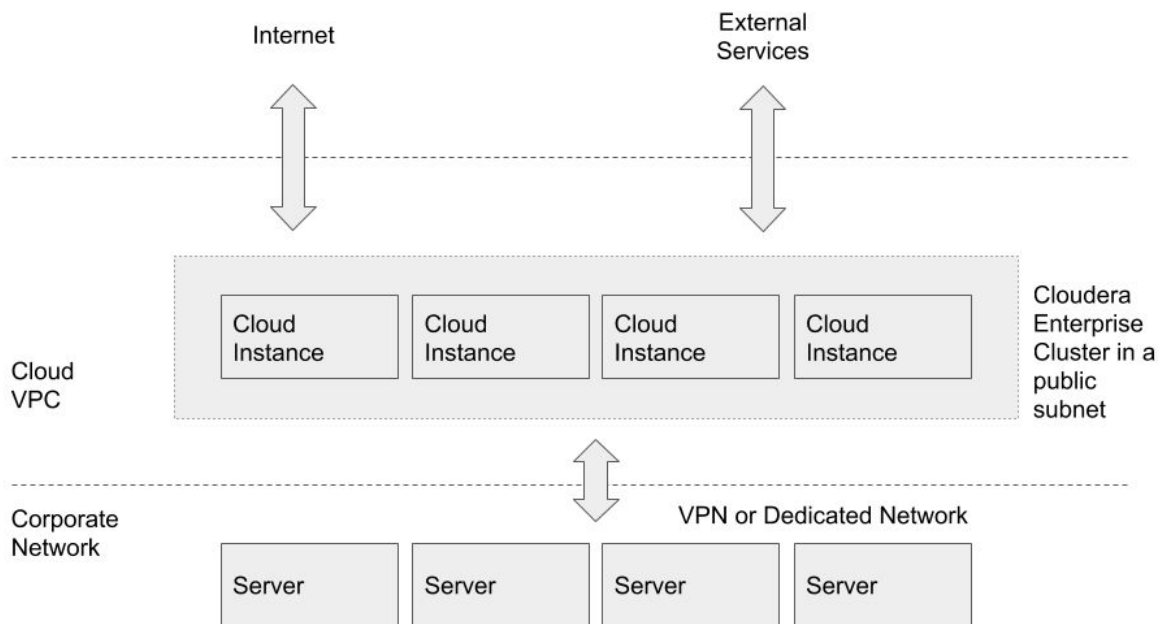 Internet
External
Services
Cloud
Instance
Cloud
Instance
Cloud
Instance
Cloud
Instance
Cloudera
Enterprise
Cluster in a
public
subnet
Cloud
VPC
Corporate
Network
VPN or Dedicated Network
Server
Server
Server
Server